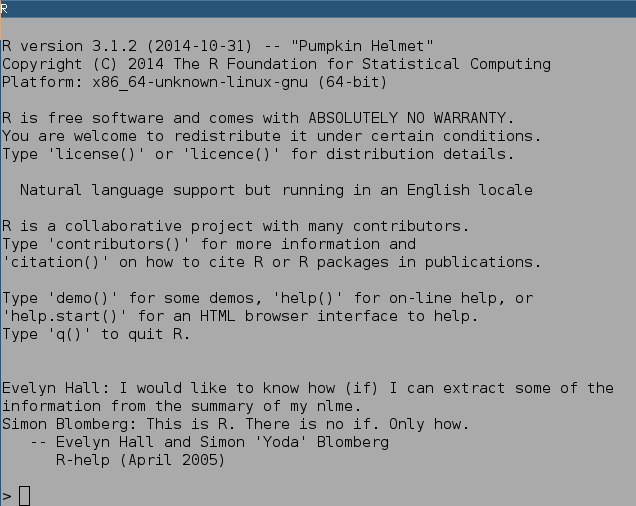 R
R version 3.1.2 (2014-10-31) -- "Pumpkin Helmet"
Copyright (C) 2014 The R Foundation for Statistical Computing
Platform: x86_64-unknown-linux-gnu (64-bit)
R is free software and comes with ABSOLUTELY NO WARRANTY.
You are welcome to redistribute it under certain conditions.
Type 'license()' or 'licence()' for distribution details.
Natural language support but running in an English locale
R is a collaborative project with many contributors.
Type 'contributors()' for more information and
'citation()' on how to cite R or R packages in publications.
Type 'demo()' for some demos, 'help()' for on-line help, or
'help.start()' for an HTML browser interface to help.
Type 'q()' to quit R.
Evelyn Hall: I would like to know how (if) I can extract some of the
information from the summary of my nlme.
Simon Blomberg: This is R. There is no if. Only how.
-- Evelyn Hall and Simon 'Yoda' Blomberg
R-help (April 2005)
>